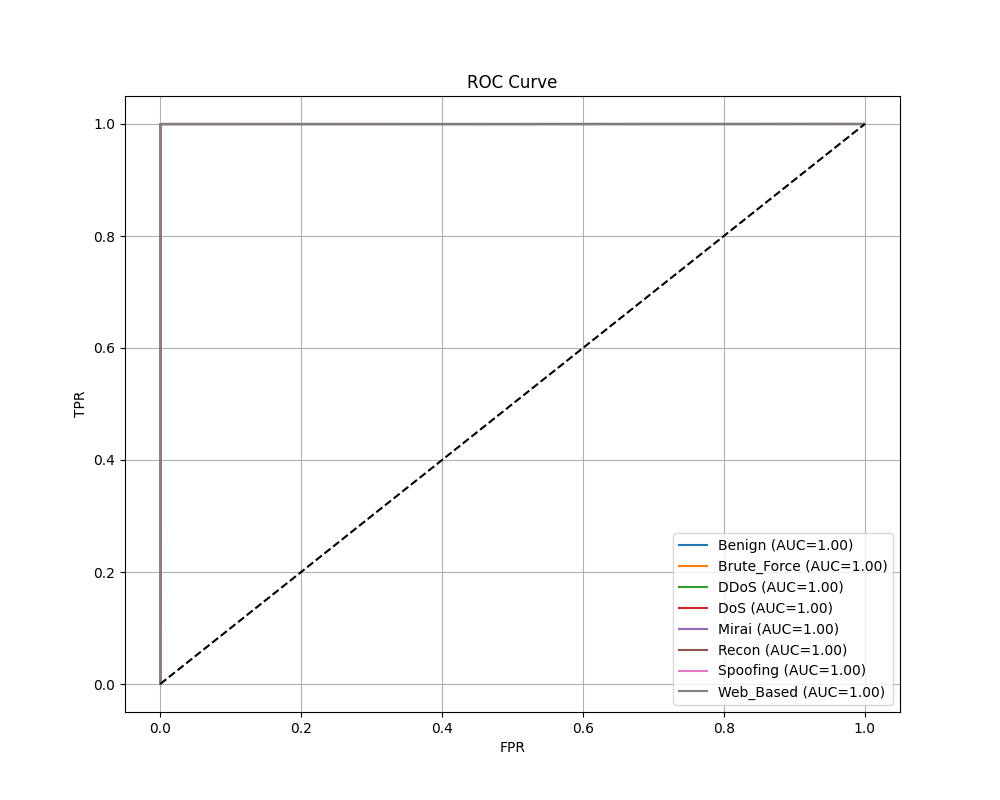 ROC Curve
1.0
0.8
0.6
0.4
0.2
0.0
TPR
0.0 0.2 0.4 0.6 0.8 1.0
FPR
Benign (AUC=1.00)
Brute_Force (AUC=1.00)
DDoS (AUC=1.00)
DoS (AUC=1.00)
Mirai (AUC=1.00)
Recon (AUC=1.00)
Spoofing (AUC=1.00)
Web_Based (AUC=1.00)